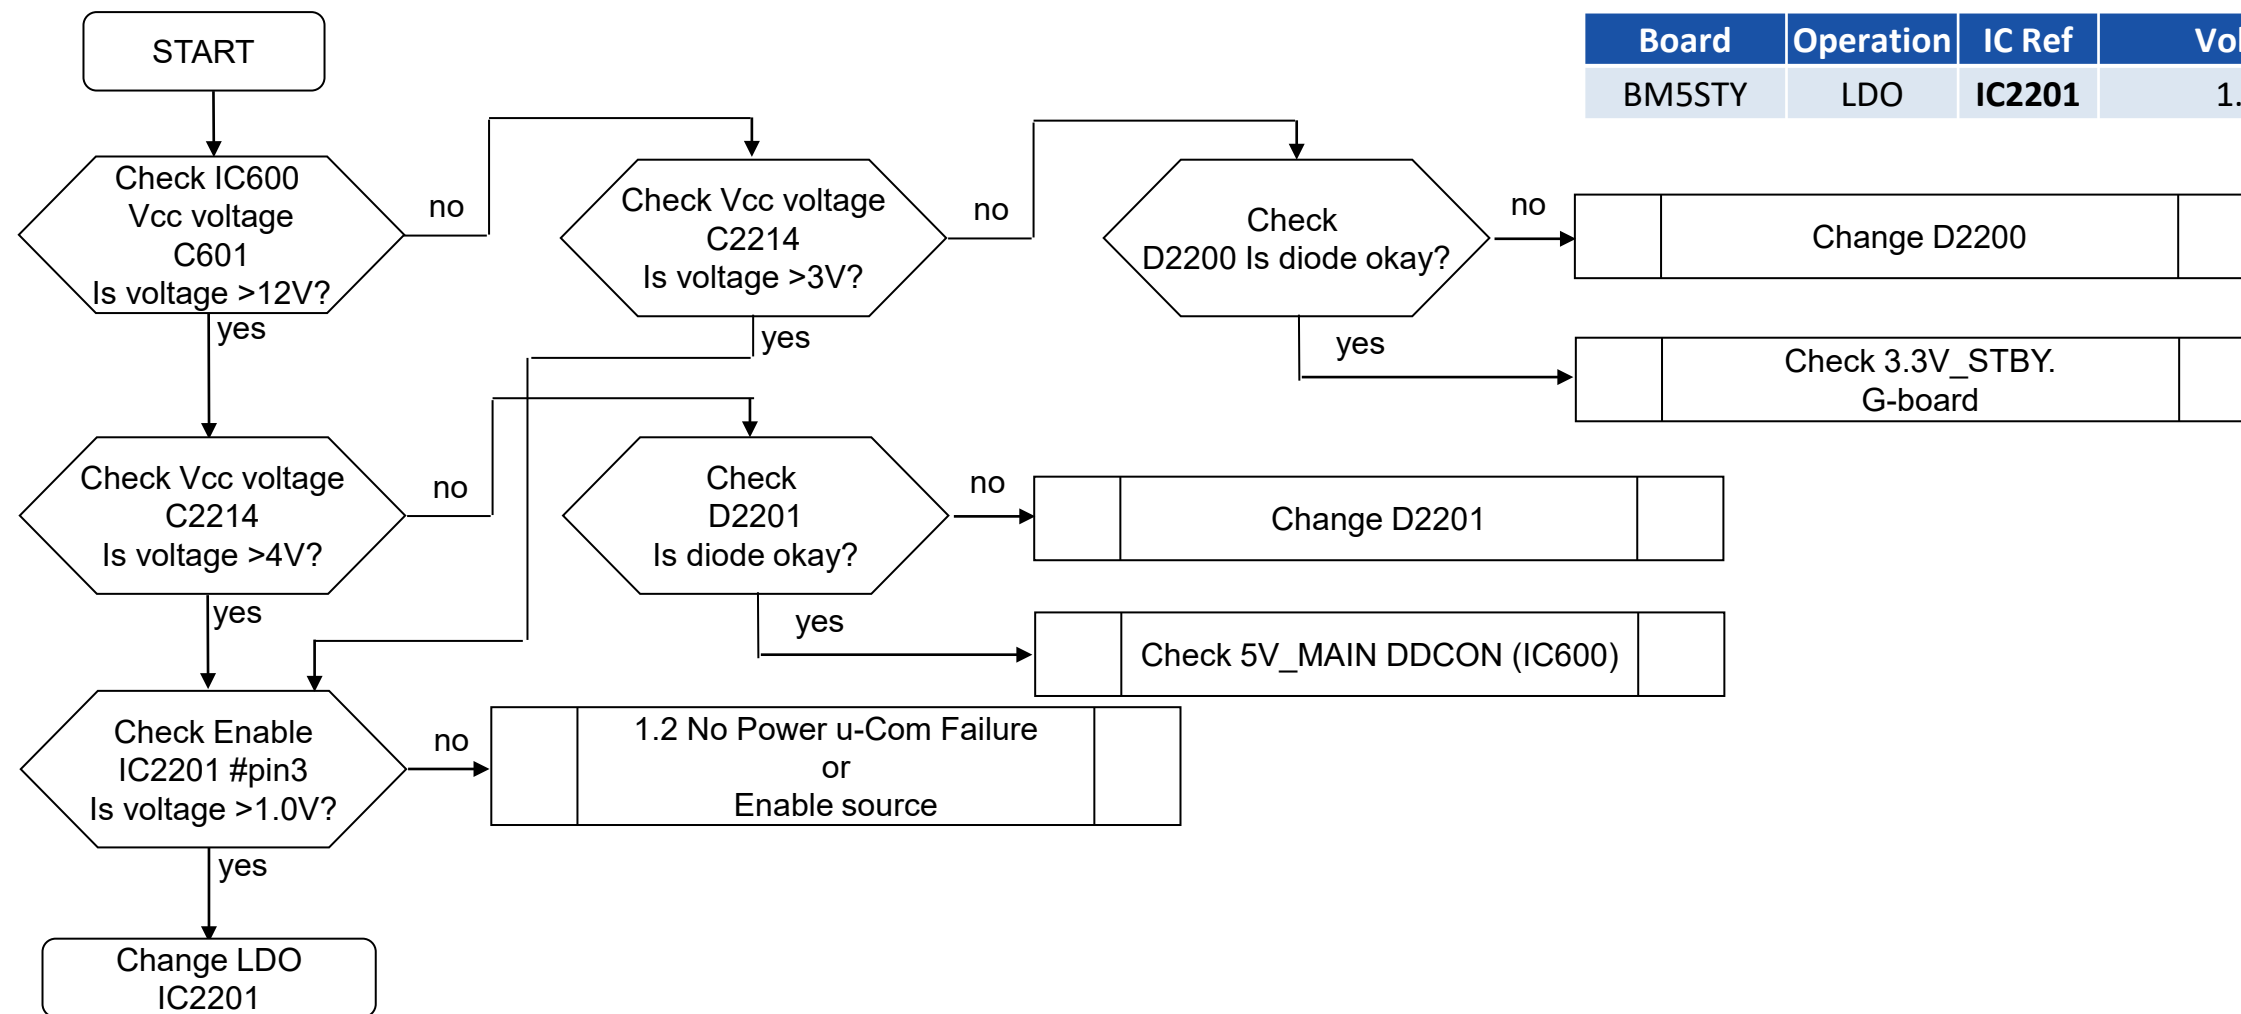 START
Board Operation IC Ref
BM5STY LDO IC2201 1.
Check IC600
Vcc voltage
C601
Is voltage >12V?
no
yes
Check Vcc voltage
C2214
Is voltage >3V?
no
yes
Check
D2200 Is diode okay?
no
yes
Change D2200
Check 3.3V_STBY.
G-board
Check Vcc voltage
C2214
Is voltage >4V?
no
yes
Check
D2201
Is diode okay?
no
yes
Change D2201
Check 5V_MAIN DDCON (IC600)
Check Enable
IC2201 #pin3
Is voltage >1.0V?
no
yes
1.2 No Power u-Com Failure
or
Enable source
Change LDO
IC2201